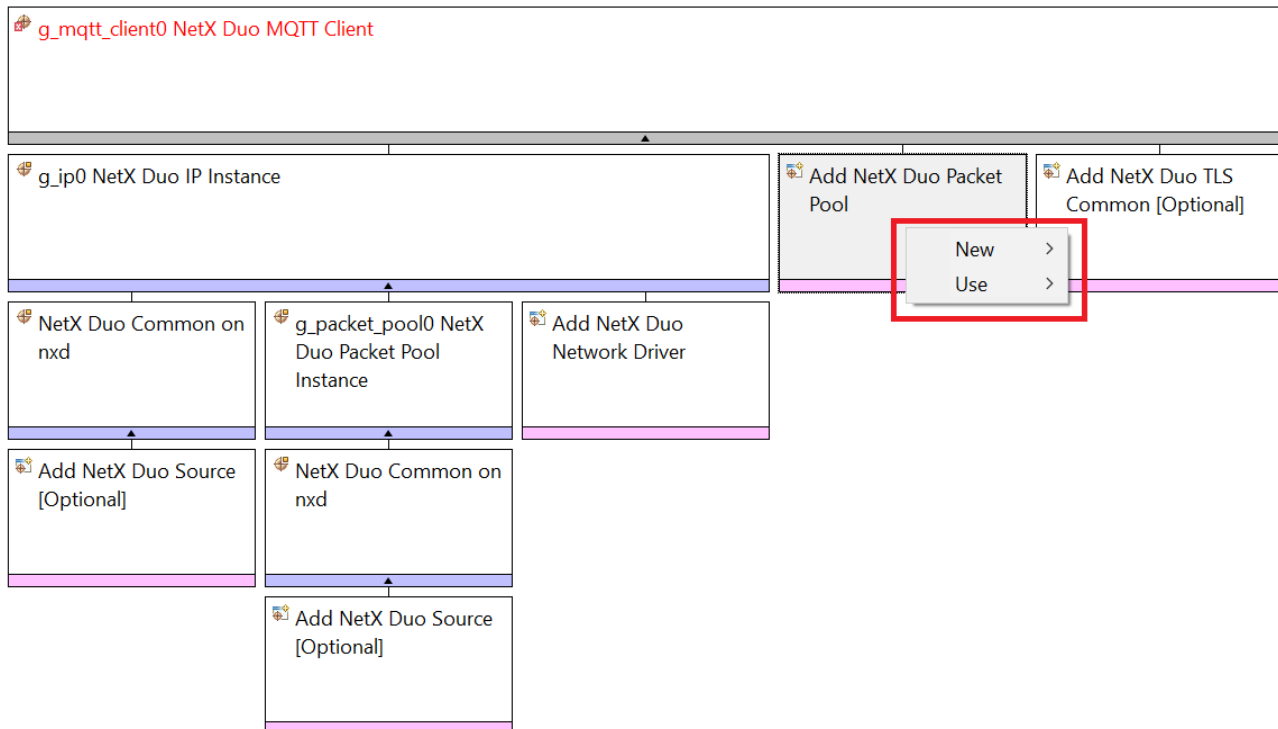 g_mqtt_client0 NetX Duo MQTT Client
g_ip0 NetX Duo IP Instance
Add NetX Duo Packet
Pool
Add NetX Duo TLS
Common [Optional]
New
Use
NetX Duo Common on
nxd
g_packet_pool0 NetX
Duo Packet Pool
Instance
Add NetX Duo
Network Driver
Add NetX Duo Source
[Optional]
NetX Duo Common on
nxd
Add NetX Duo Source
[Optional]